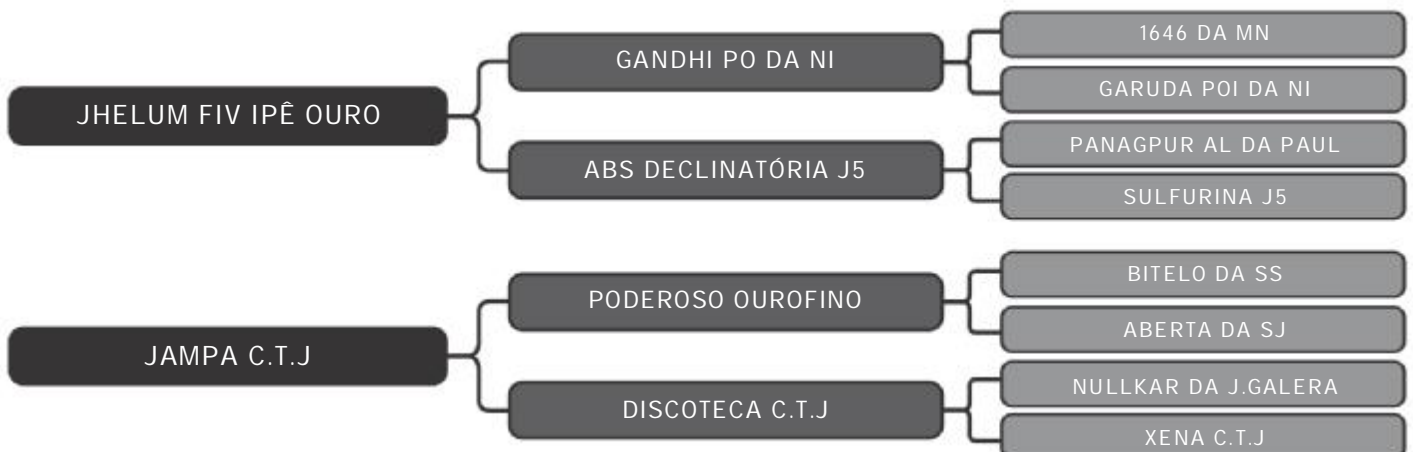 1646 DA MN
GANDHI PO DA NI
GARUDA POI DA NI
JHELUM FIV IPÊ OURO
PANAGPUR AL DA PAUL
ABS DECLINATÓRIA J5
SULFURINA J5
BITELO DA SS
PODEROSO OUROFINO
ABERTA DA SJ
JAMPA C.T.J
NULLKAR DA J.GALERA
DISCOTECA C.T.J
XENA C.T.J